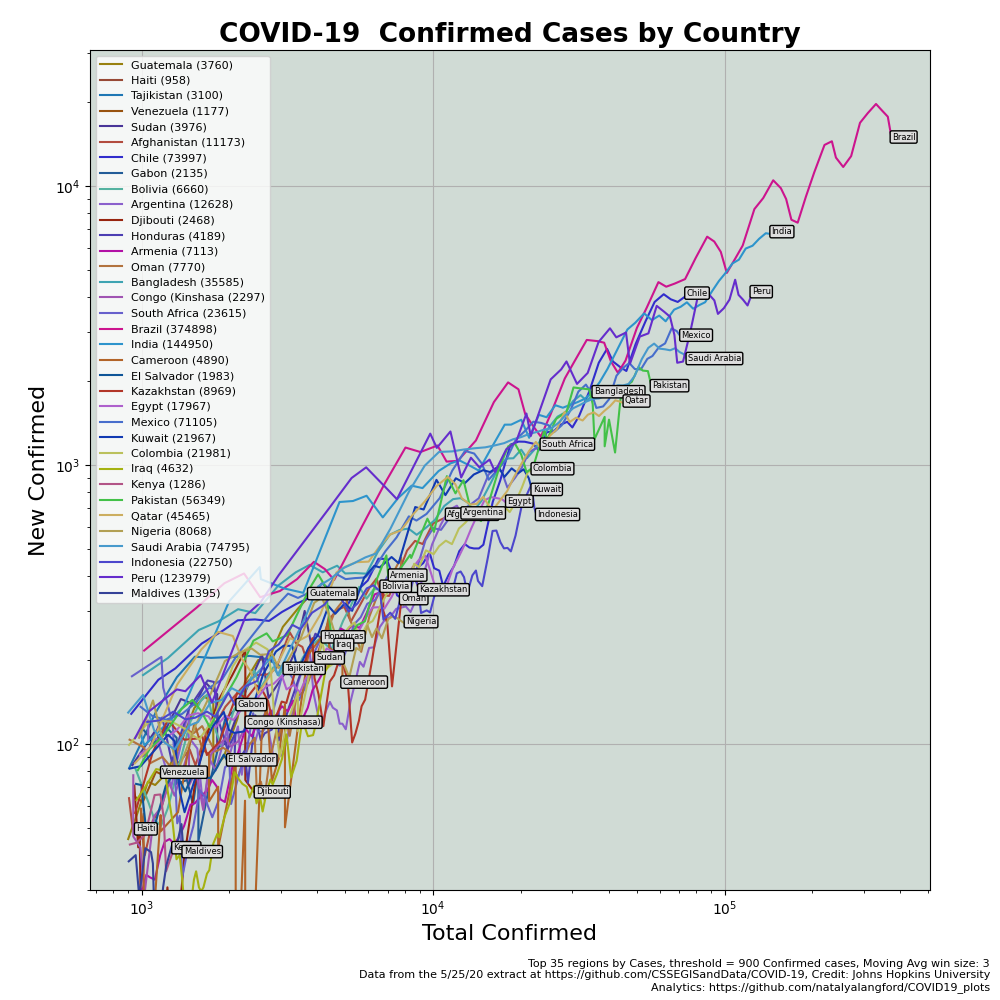 COVID-19  Confirmed Cases by Country
Guatemala (3760)
Haiti (958)
Tajikistan (3100)
Venezuela (1177)
Sudan (3976)
Afghanistan (11173)
Chile (73997)
Gabon (2135)
Bolivia (6660)
Argentina (12628)
Djibouti (2468)
Honduras (4189)
Armenia (7113)
Oman (7770)
Bangladesh (35585)
Congo (Kinshasa (2297)
South Africa (23615)
Brazil (374898)
India (144950)
Cameroon (4890)
El Salvador (1983)
Kazakhstan (8969)
Egypt (17967)
Mexico (71105)
Kuwait (21967)
Colombia (21981)
Iraq (4632)
Kenya (1286)
Pakistan (56349)
Qatar (45465)
Nigeria (8068)
Saudi Arabia (74795)
Indonesia (22750)
Peru (123979)
Maldives (1395)
Brazil
India
Chile
Peru
Mexico
Saudi Arabia
Pakistan
Bangladesh
Qatar
South Africa
Colombia
Kuwait
Egypt
Afg
Argentina
Indonesia
Armenia
Bolivia
Kazakhstan
Guatemala
Oman
Nigeria
Honduras
Iraq
Sudan
Tajikistan
Cameroon
Gabon
Congo (Kinshasa)
El Salvador
Venezuela
Djibouti
Haiti
Ke
Maldives
10⁴
10³
10²
New Confirmed
10³
10⁴
10⁵
Total Confirmed
Top 35 regions by Cases, threshold = 900 Confirmed cases, Moving Avg win size: 3
Data from the 5/25/20 extract at https://github.com/CSSEGISandData/COVID-19, Credit: Johns Hopkins University
Analytics: https://github.com/natalyalangford/COVID19_plots